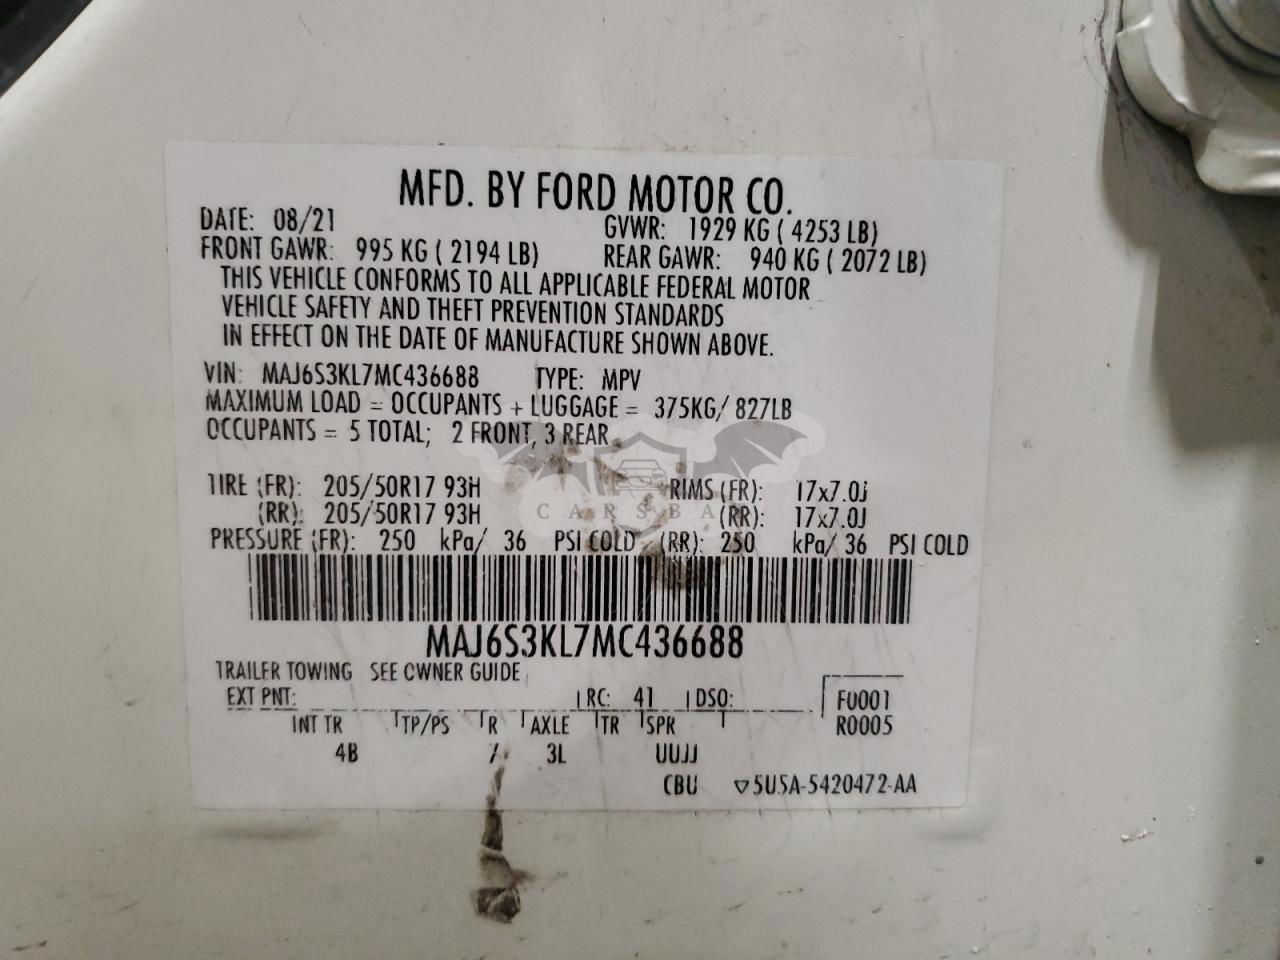 MFD. BY FORD MOTOR CO.
DATE: 08/21 GVWR: 1929 KG ( 4253 LB)
FRONT GAWR: 995 KG ( 2194 LB) REAR GAWR: 940 KG ( 2072 LB)
THIS VEHICLE CONFORMS TO ALL APPLICABLE FEDERAL MOTOR
VEHICLE SAFETY AND THEFT PREVENTION STANDARDS
IN EFFECT ON THE DATE OF MANUFACTURE SHOWN ABOVE.
VIN: MAJ6S3KL7MC436688 TYPE: MPV
MAXIMUM LOAD = OCCUPANTS + LUGGAGE = 375KG/ 827LB
OCCUPANTS = 5 TOTAL; 2 FRONT, 3 REAR
TIRE (FR): 205/50R17 93H RIMS (FR): 17x7.0J
(RR): 205/50R17 93H (RR): 17x7.0J
CARSBA
PRESSURE (FR): 250 kPa/ 36 PSI COLD (RR): 250 kPa/ 36 PSI COLD
MAJ6S3KL7MC436688
TRAILER TOWING SEE OWNER GUIDE
EXT PNT: RC: 41 DSO: F0001
INT TR TP/PS R AXLE TR SPR R0005
4B 3L UUJJ
CBU ▽5U5A-5420472-AA